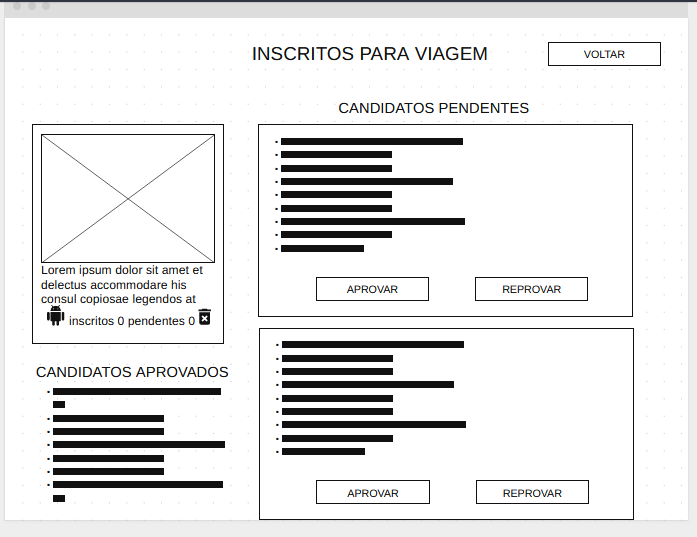 INSCRITOS PARA VIAGEM
VOLTAR
CANDIDATOS PENDENTES
Lorem ipsum dolor sit amet et
delectus accommodare his
consul copiosae legendos at
inscritos 0 pendentes 0
CANDIDATOS APROVADOS
APROVAR
REPROVAR
APROVAR
REPROVAR